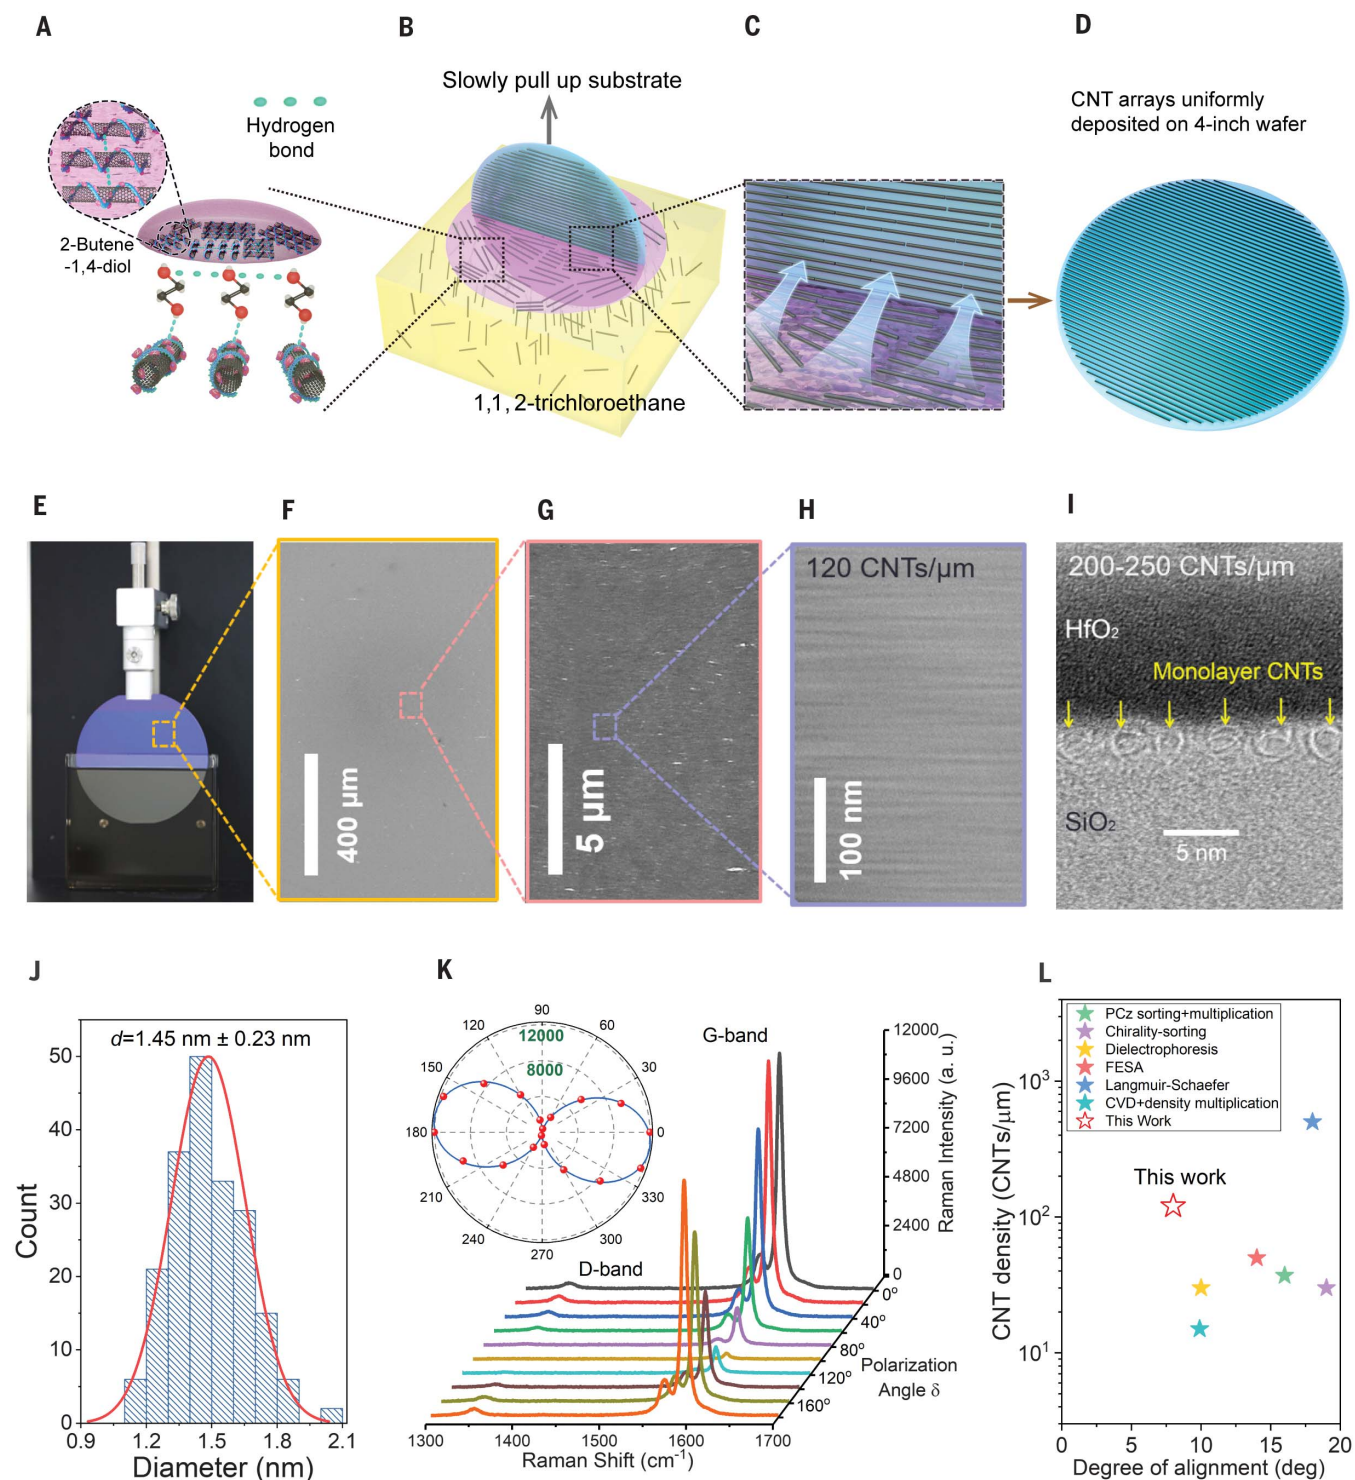 A
B
C
D
Slowly pull up substrate
CNT arrays uniformly
deposited on 4-inch wafer
Hydrogen
bond
2-Butene
-1,4-diol
1,1,2-trichloroethane
E
F
G
H
I
400 μm
5 μm
120 CNTs/μm
100 nm
200-250 CNTs/μm
HfO₂
Monolayer CNTs
SiO₂
5 nm
J
d=1.45 nm ± 0.23 nm
Count
50
40
30
20
10
0
0.9
1.2
1.5
1.8
2.1
Diameter (nm)
K
90
120
60
150
30
180
0
210
330
240
300
270
12000
8000
G-band
D-band
12000
9600
7200
4800
2400
0
Raman Intensity (a. u.)
0°
40°
80°
120°
160°
Polarization
Angle δ
1300
1400
1500
1600
1700
Raman Shift (cm⁻¹)
L
PCz sorting+multiplication
Chirality-sorting
Dielectrophoresis
FESA
Langmuir-Schaefer
CVD+density multiplication
This Work
This work
CNT density (CNTs/μm)
10³
10²
10¹
0
5
10
15
20
Degree of alignment (deg)